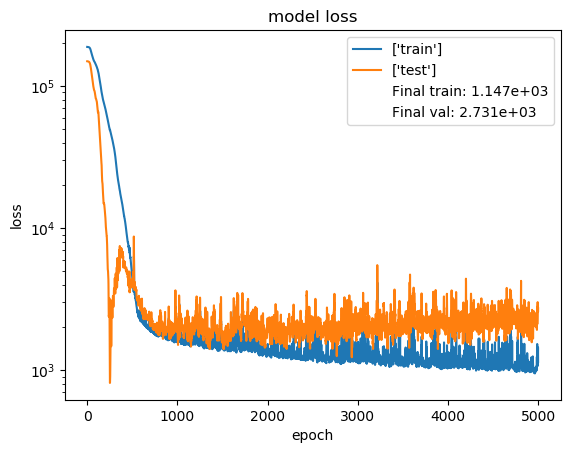 model loss
['train']
['test']
Final train: 1.147e+03
Final val: 2.731e+03
loss
10^5
10^4
10^3
0 1000 2000 3000 4000 5000
epoch